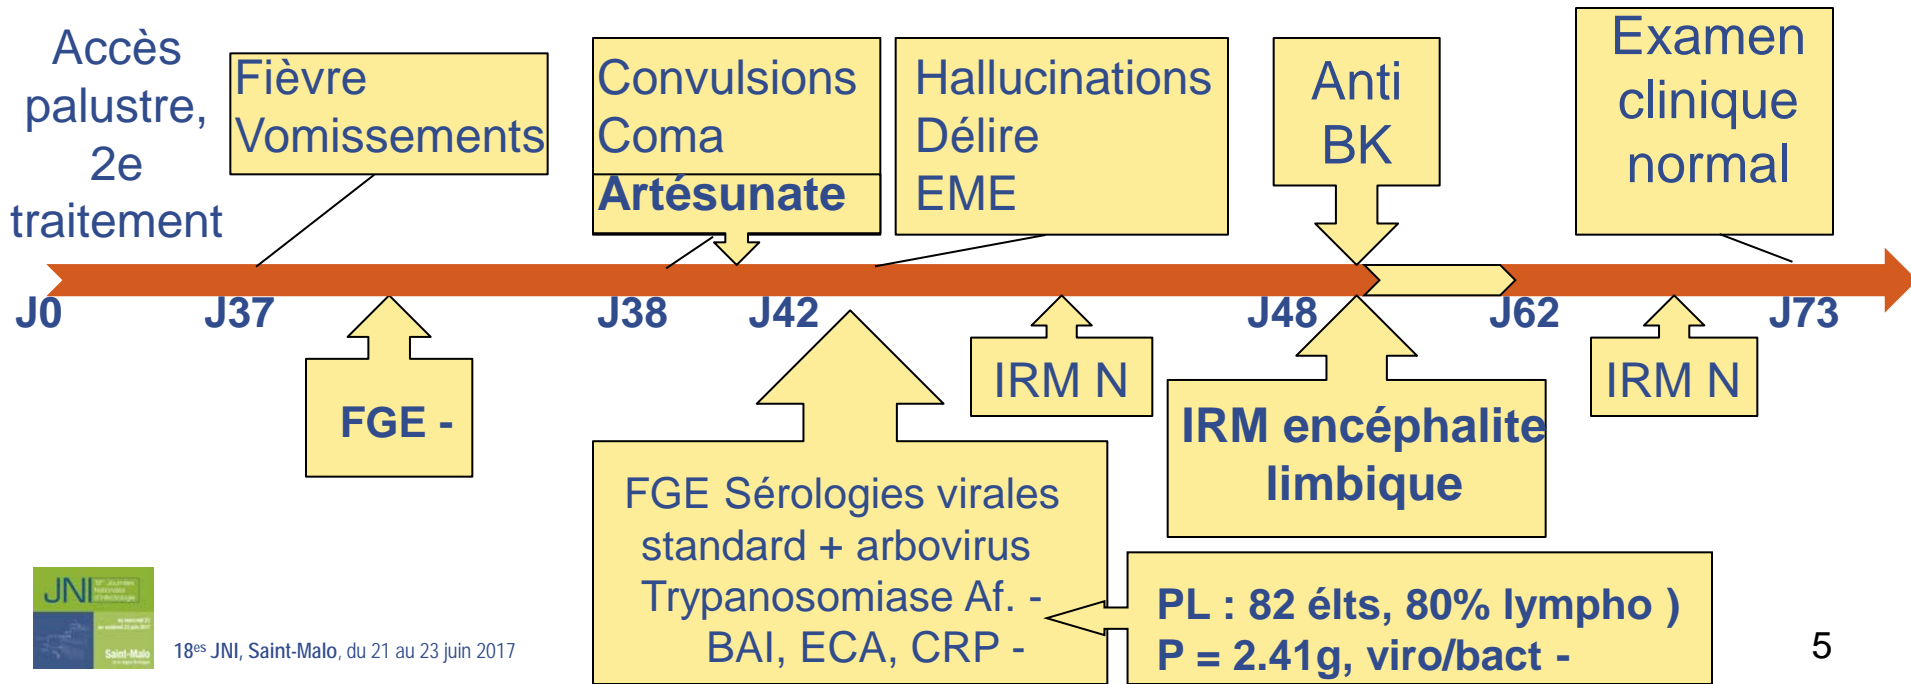 Accès
palustre,
2e
traitement
Fièvre
Vomissements
Convulsions
Coma
Artésunate
Hallucinations
Délire
EME
Anti
BK
Examen
clinique
normal
J0
J37
J38
J42
J48
J62
J73
FGE -
IRM N
IRM encéphalite
limbique
IRM N
FGE Sérologies virales
standard + arbovirus
Trypanosomiase Af. -
BAI, ECA, CRP -
PL : 82 élts, 80% lympho )
P = 2.41g, viro/bact -
JNI
Saint-Malo
18es JNI, Saint-Malo, du 21 au 23 juin 2017
5